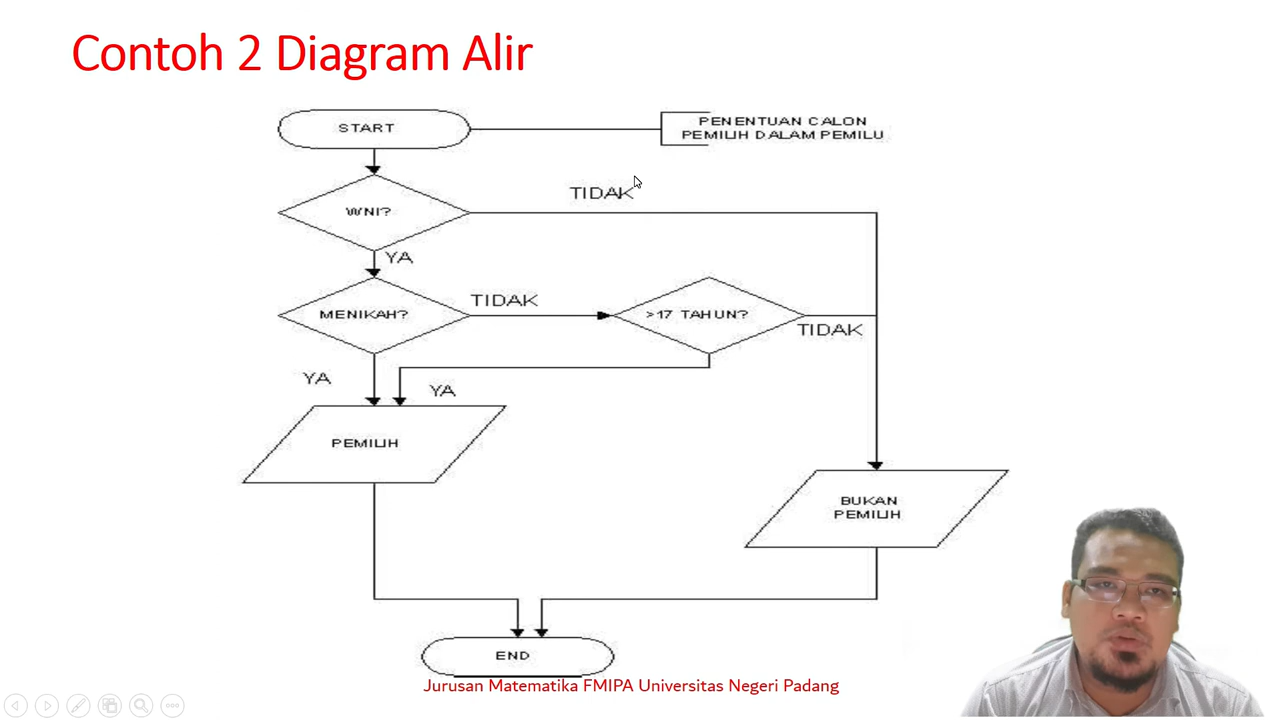 Contoh 2 Diagram Alir
START
PENENTUAN CALON
PEMILIH DALAM PEMILU
TIDAK
WNI?
YA
MENIKAH?
TIDAK
>17 TAHUN?
TIDAK
YA
YA
PEMILIH
BUKAN
PEMILIH
END
Jurusan Matematika FMIPA Universitas Negeri Padang